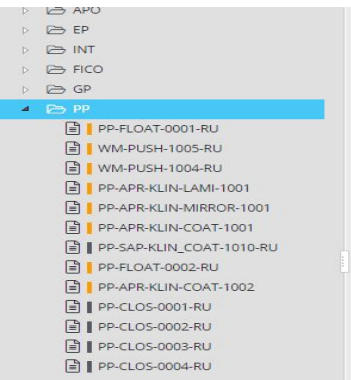 APO
EP
INT
FICO
GP
PP
PP-FLOAT-0001-RU
WM-PUSH-1005-RU
WM-PUSH-1004-RU
PP-APR-KLIN-LAMI-1001
PP-APR-KLIN-MIRROR-1001
PP-APR-KLIN-COAT-1001
PP-SAP-KLIN_COAT-1010-RU
PP-FLOAT-0002-RU
PP-APR-KLIN-COAT-1002
PP-CLOS-0001-RU
PP-CLOS-0002-RU
PP-CLOS-0003-RU
PP-CLOS-0004-RU